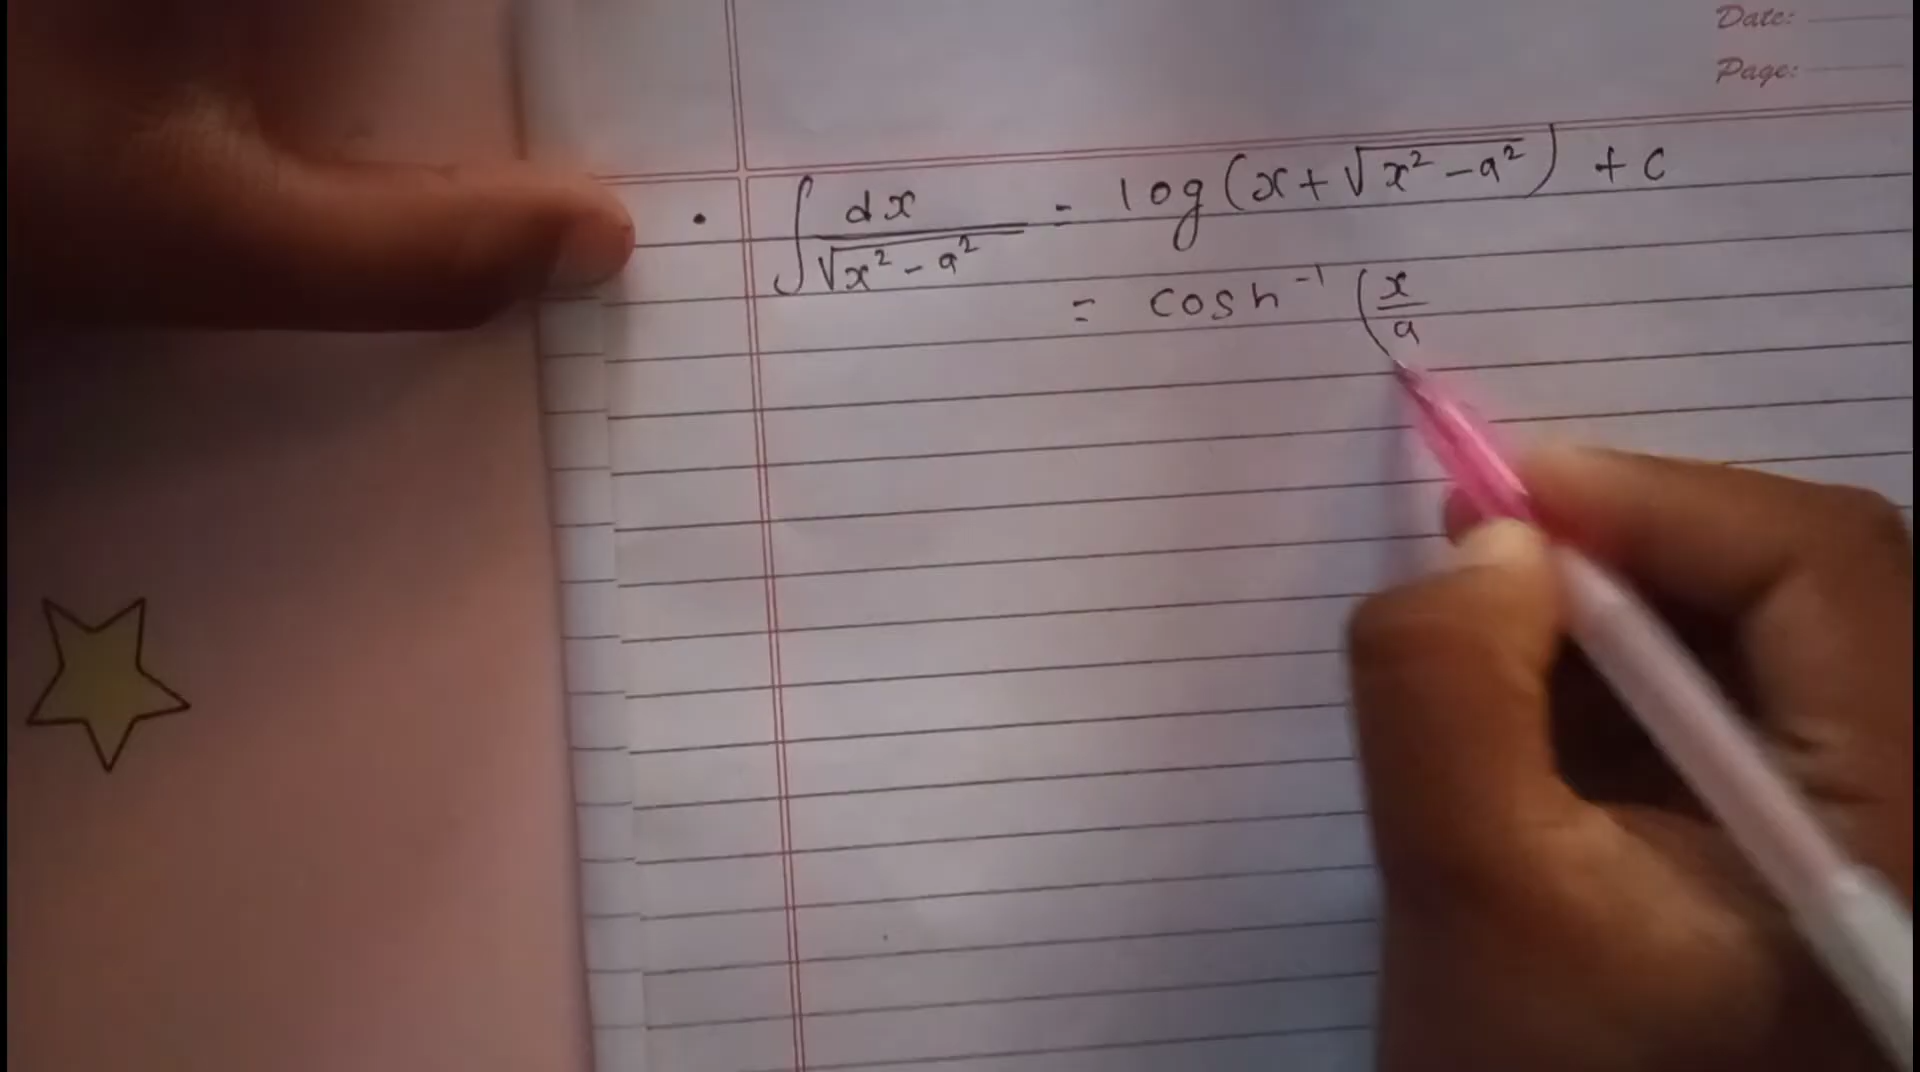 Date:
Page:
• ∫ dx / √(x² - a²) = log (x + √(x² - a²)) + c
= cosh⁻¹ (x/a